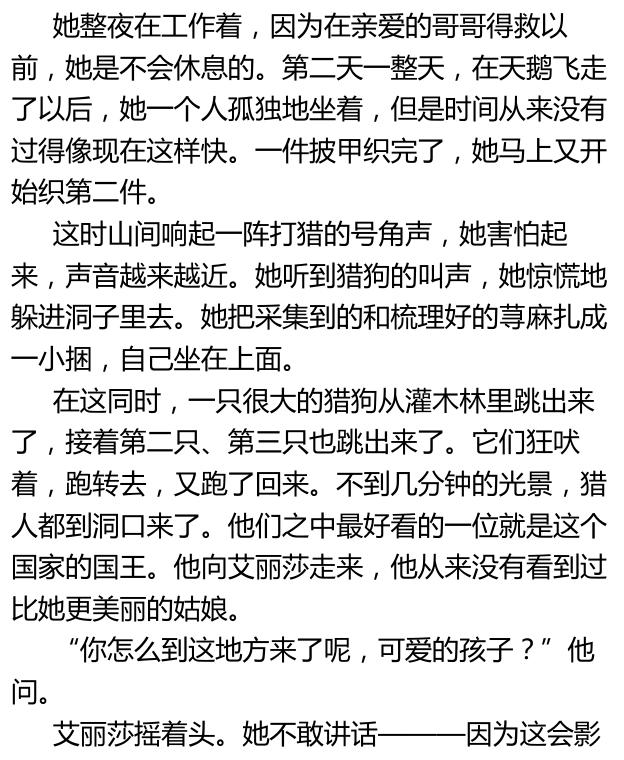 她整夜在工作着，因为在亲爱的哥哥得救以
前，她是不会休息的。第二天一整天，在天鹅飞走
了以后，她一个人孤独地坐着，但是时间从来没有
过得像现在这样快。一件披甲织完了，她马上又开
始织第二件。
这时山间响起一阵打猎的号角声，她害怕起
来，声音越来越近。她听到猎狗的叫声，她惊慌地
躲进洞子里去。她把采集到的和梳理好的荨麻扎成
一小捆，自己坐在上面。
在这同时，一只很大的猎狗从灌木林里跳出来
了，接着第二只、第三只也跳出来了。它们狂吠
着，跑转去，又跑了回来。不到几分钟的光景，猎
人都到洞口来了。他们之中最好看的一位就是这个
国家的国王。他向艾丽莎走来，他从来没有看到过
比她更美丽的姑娘。
“你怎么到这地方来了呢，可爱的孩子？”他
问。
艾丽莎摇着头。她不敢讲话———因为这会影